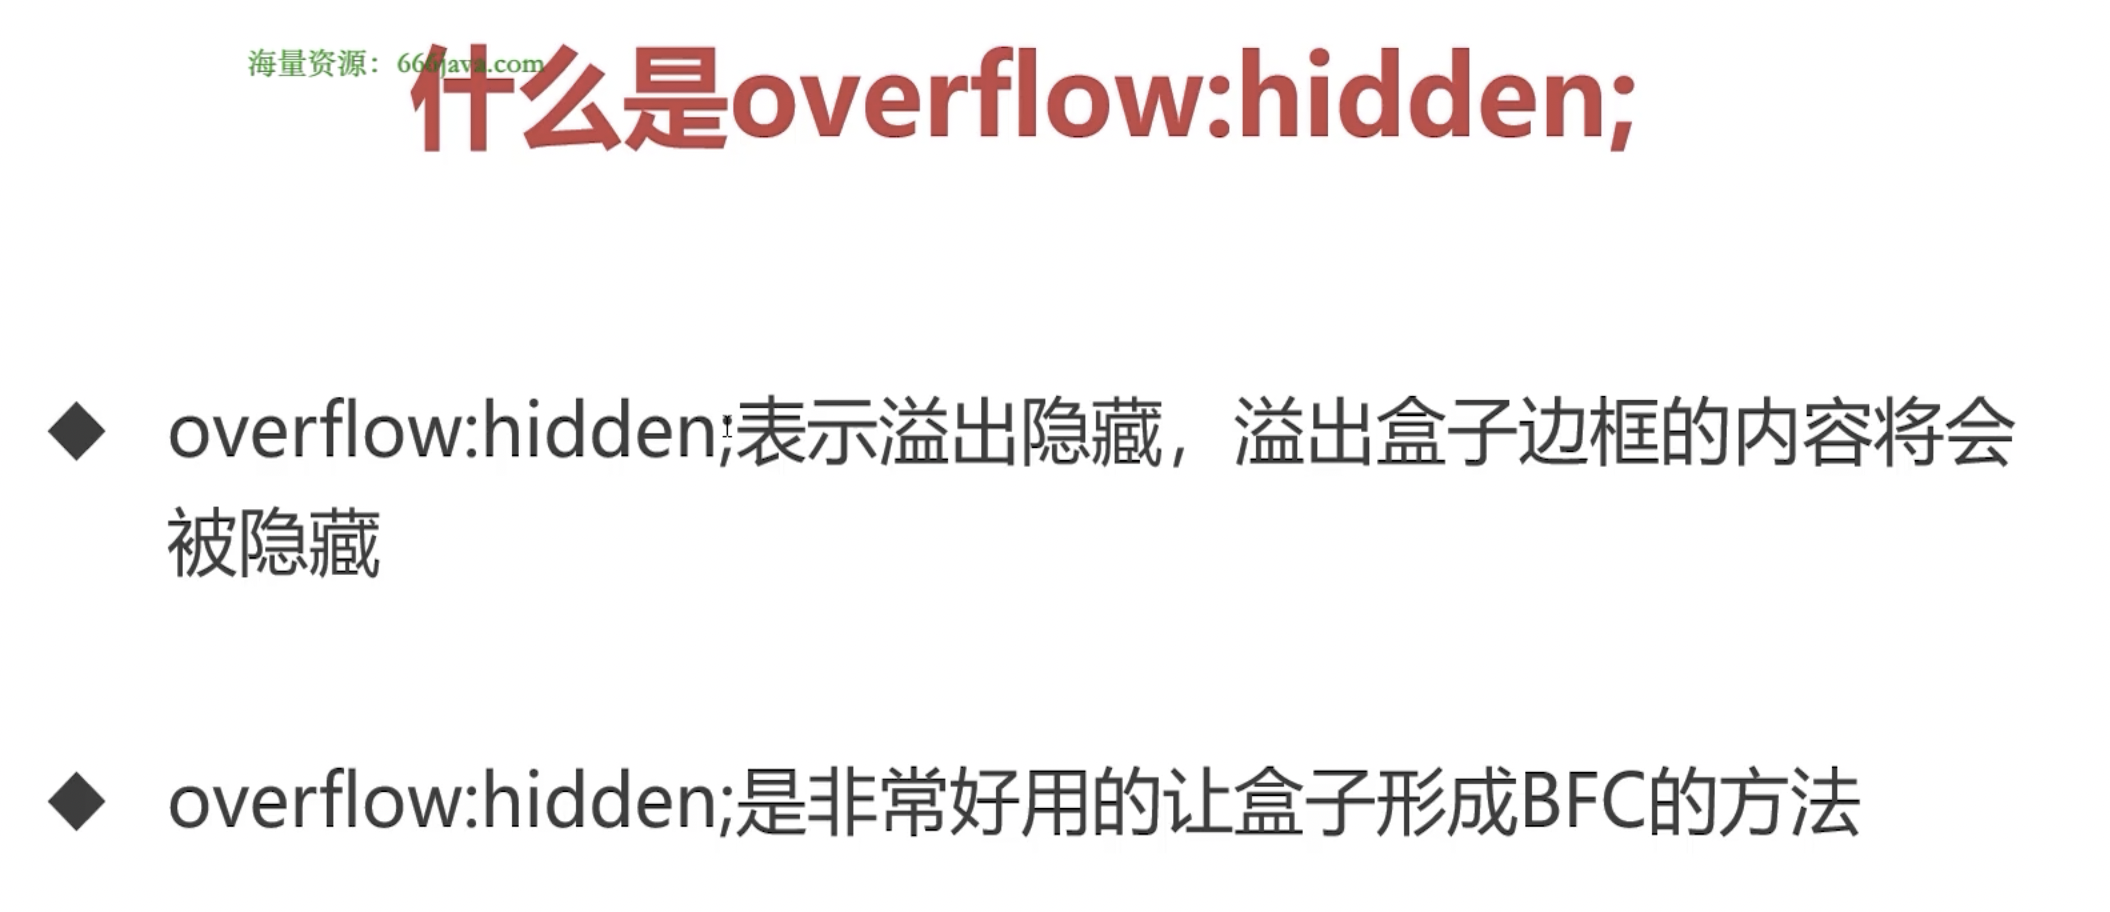 海量资源：666java.com
什么是overflow:hidden;
overflow:hidden;表示溢出隐藏，溢出盒子边框的内容将会
被隐藏
overflow:hidden;是非常好用的让盒子形成BFC的方法